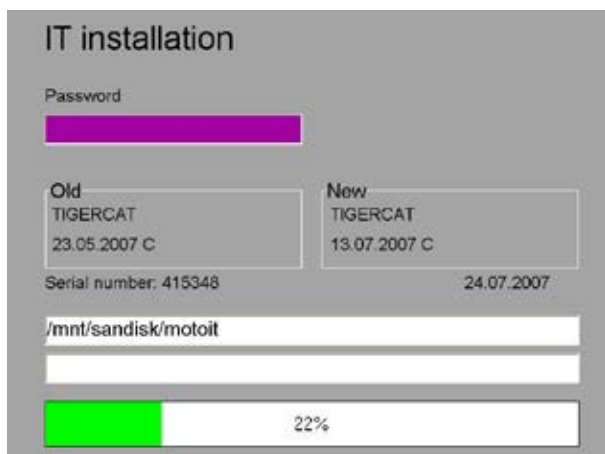 IT installation
Password
Old
TIGERCAT
23.05.2007 C
New
TIGERCAT
13.07.2007 C
Serial number: 415348
24.07.2007
/mnt/sandisk/motoit
22%